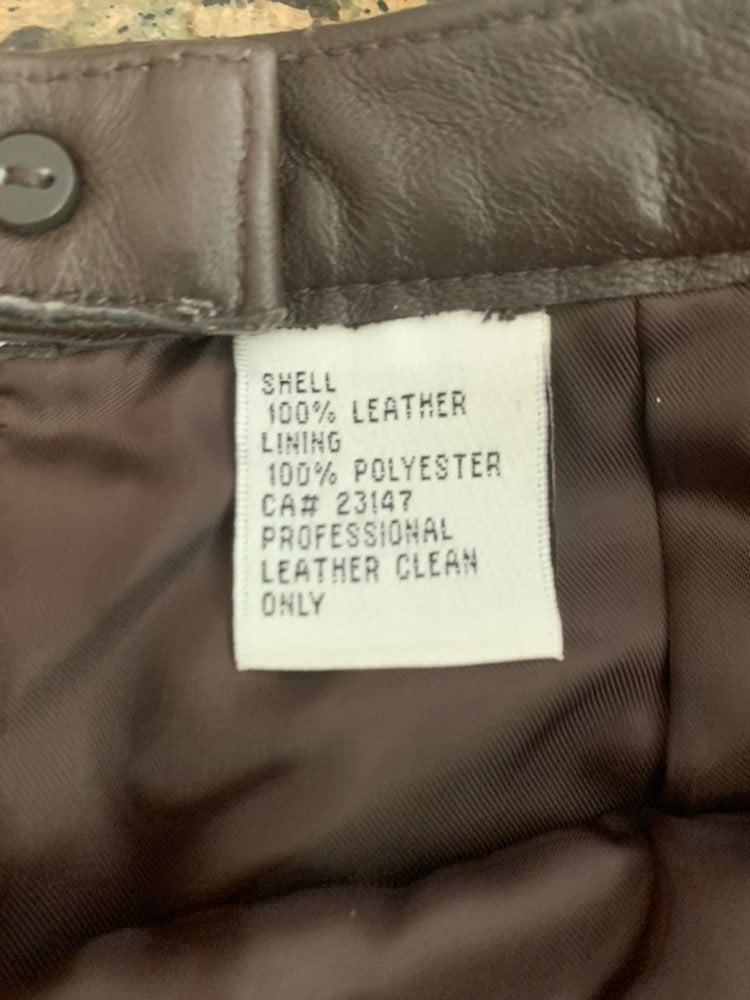 SHELL
100% LEATHER
LINING
100% POLYESTER
CA# 23147
PROFESSIONAL
LEATHER CLEAN
ONLY